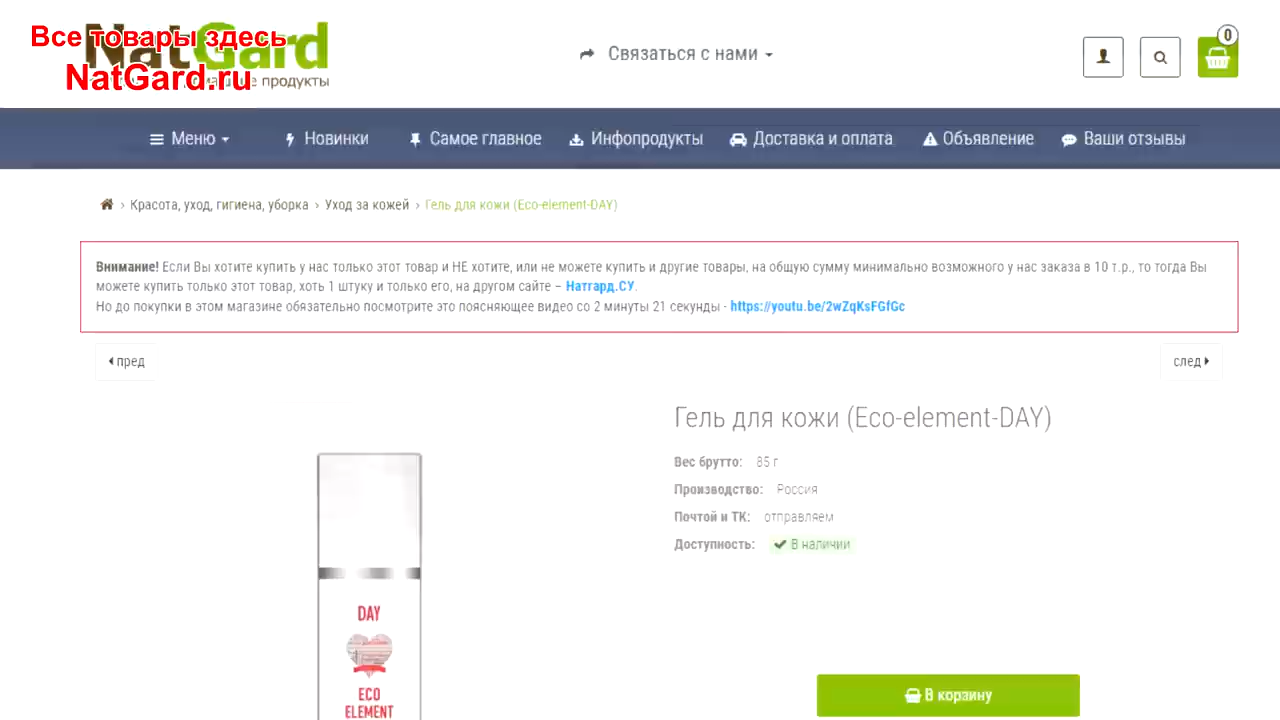 Все товары здесь
NatGard.ru
NatGard
продукты
Связаться с нами
0
Меню
Новинки
Самое главное
Инфопродукты
Доставка и оплата
Объявление
Ваши отзывы
› Красота, уход, гигиена, уборка › Уход за кожей › Гель для кожи (Eco-element-DAY)
Внимание! Если Вы хотите купить у нас только этот товар и НЕ хотите, или не можете купить и другие товары, на общую сумму минимально возможного у нас заказа в 10 т.р., то тогда Вы
можете купить только этот товар, хоть 1 штуку и только его, на другом сайте – Натгард.СУ.
Но до покупки в этом магазине обязательно посмотрите это поясняющее видео со 2 минуты 21 секунды - https://youtu.be/2wZqKsFGfGc
пред
след
Гель для кожи (Eco-element-DAY)
Вес брутто: 85 г
Производство: Россия
Почтой и ТК: отправляем
Доступность: В наличии
DAY
ECO
ELEMENT
В корзину